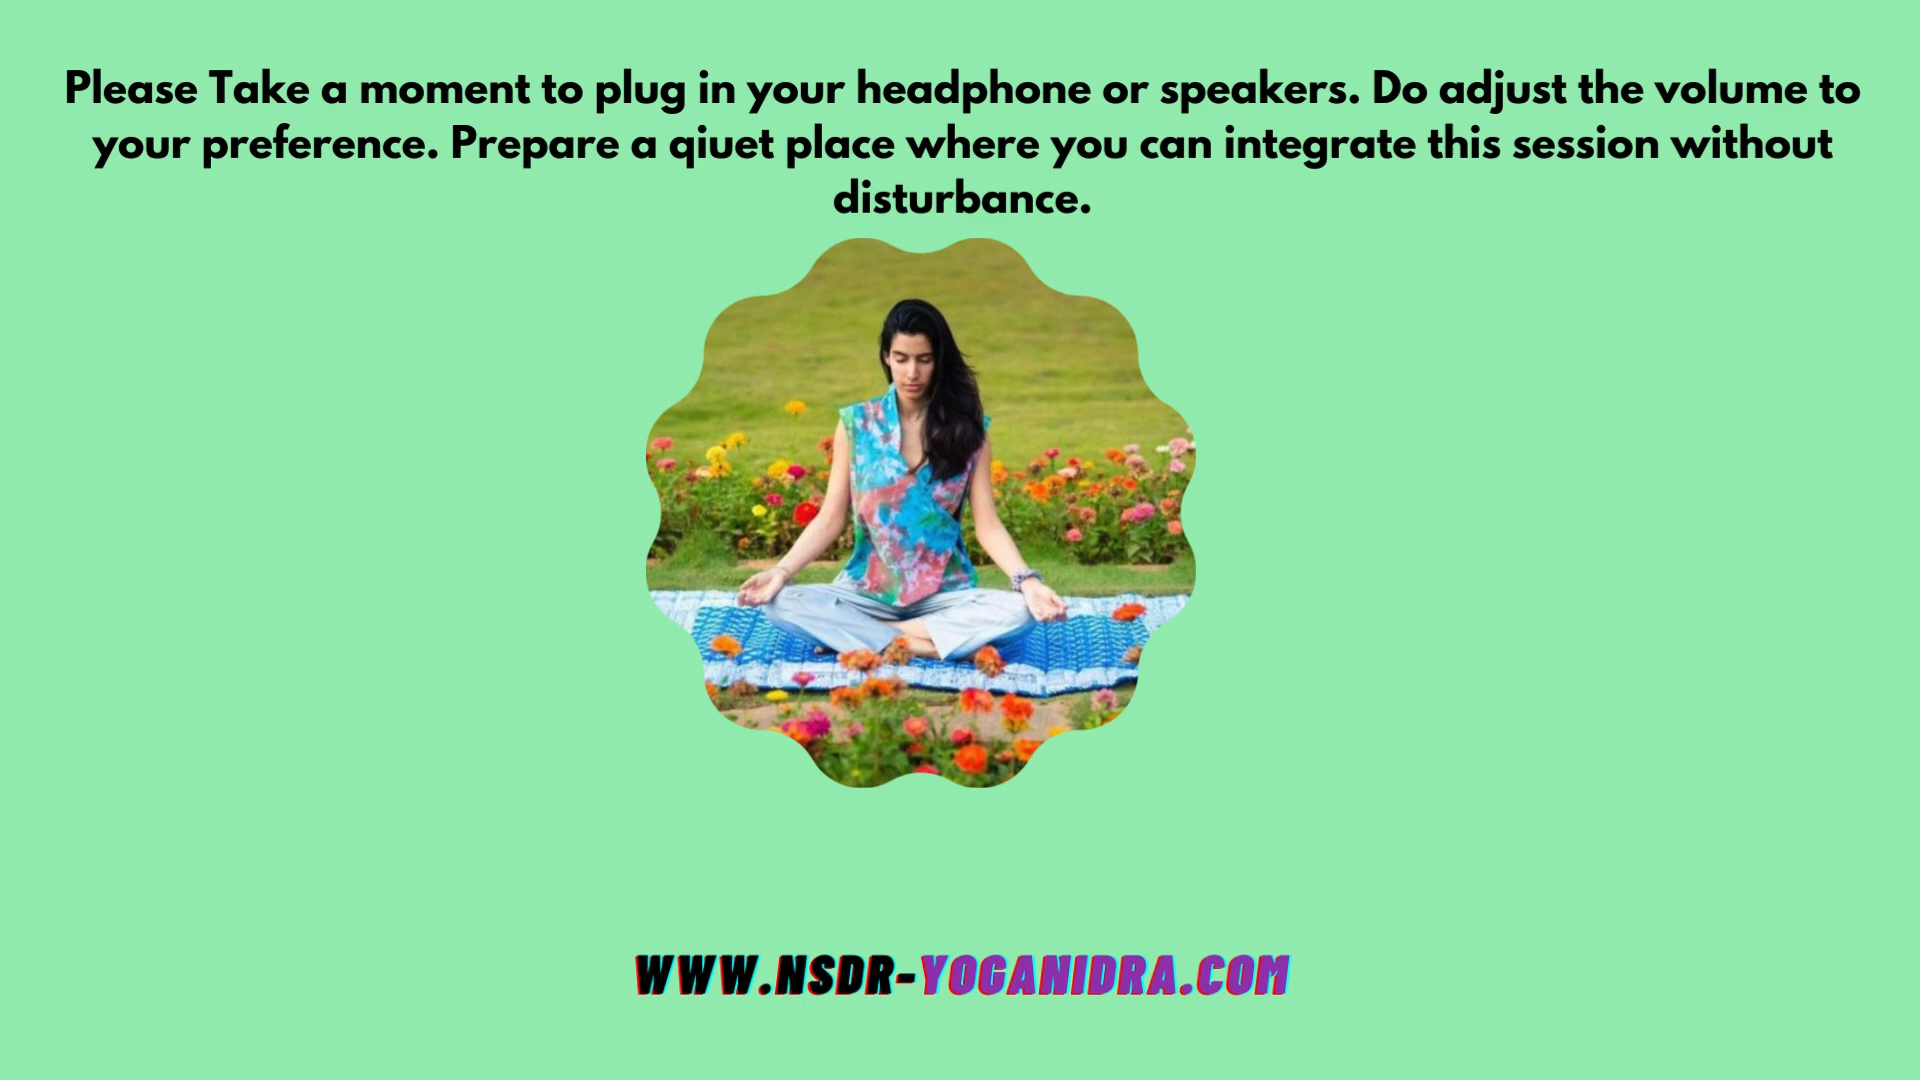 Please Take a moment to plug in your headphone or speakers. Do adjust the volume to
your preference. Prepare a qiuet place where you can integrate this session without
disturbance.
WWW.NSDR-YOGANIDRA.COM